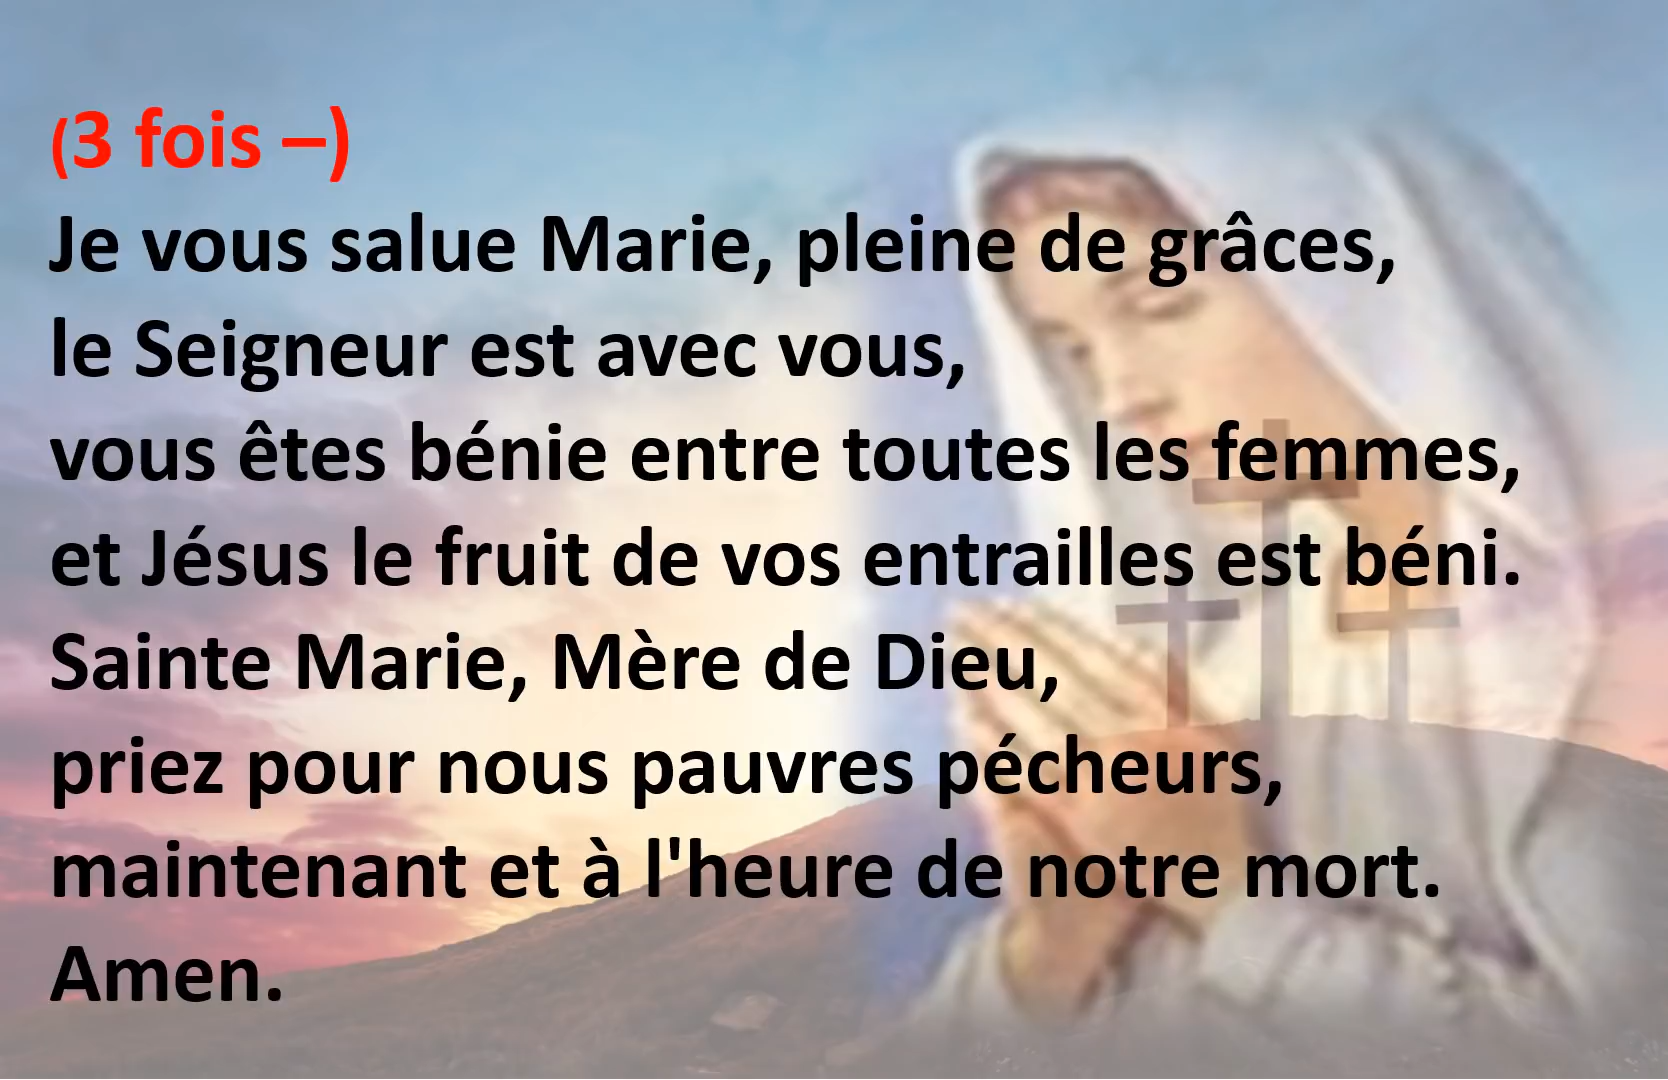 (3 fois –)
Je vous salue Marie, pleine de grâces,
le Seigneur est avec vous,
vous êtes bénie entre toutes les femmes,
et Jésus le fruit de vos entrailles est béni.
Sainte Marie, Mère de Dieu,
priez pour nous pauvres pécheurs,
maintenant et à l'heure de notre mort.
Amen.